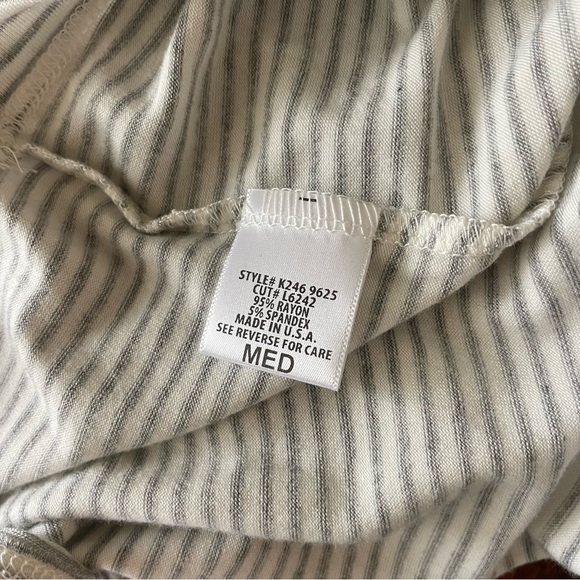 STYLE# K246 9625
CUT# L6242
95% RAYON
5% SPANDEX
MADE IN U.S.A.
SEE REVERSE FOR CARE
MED